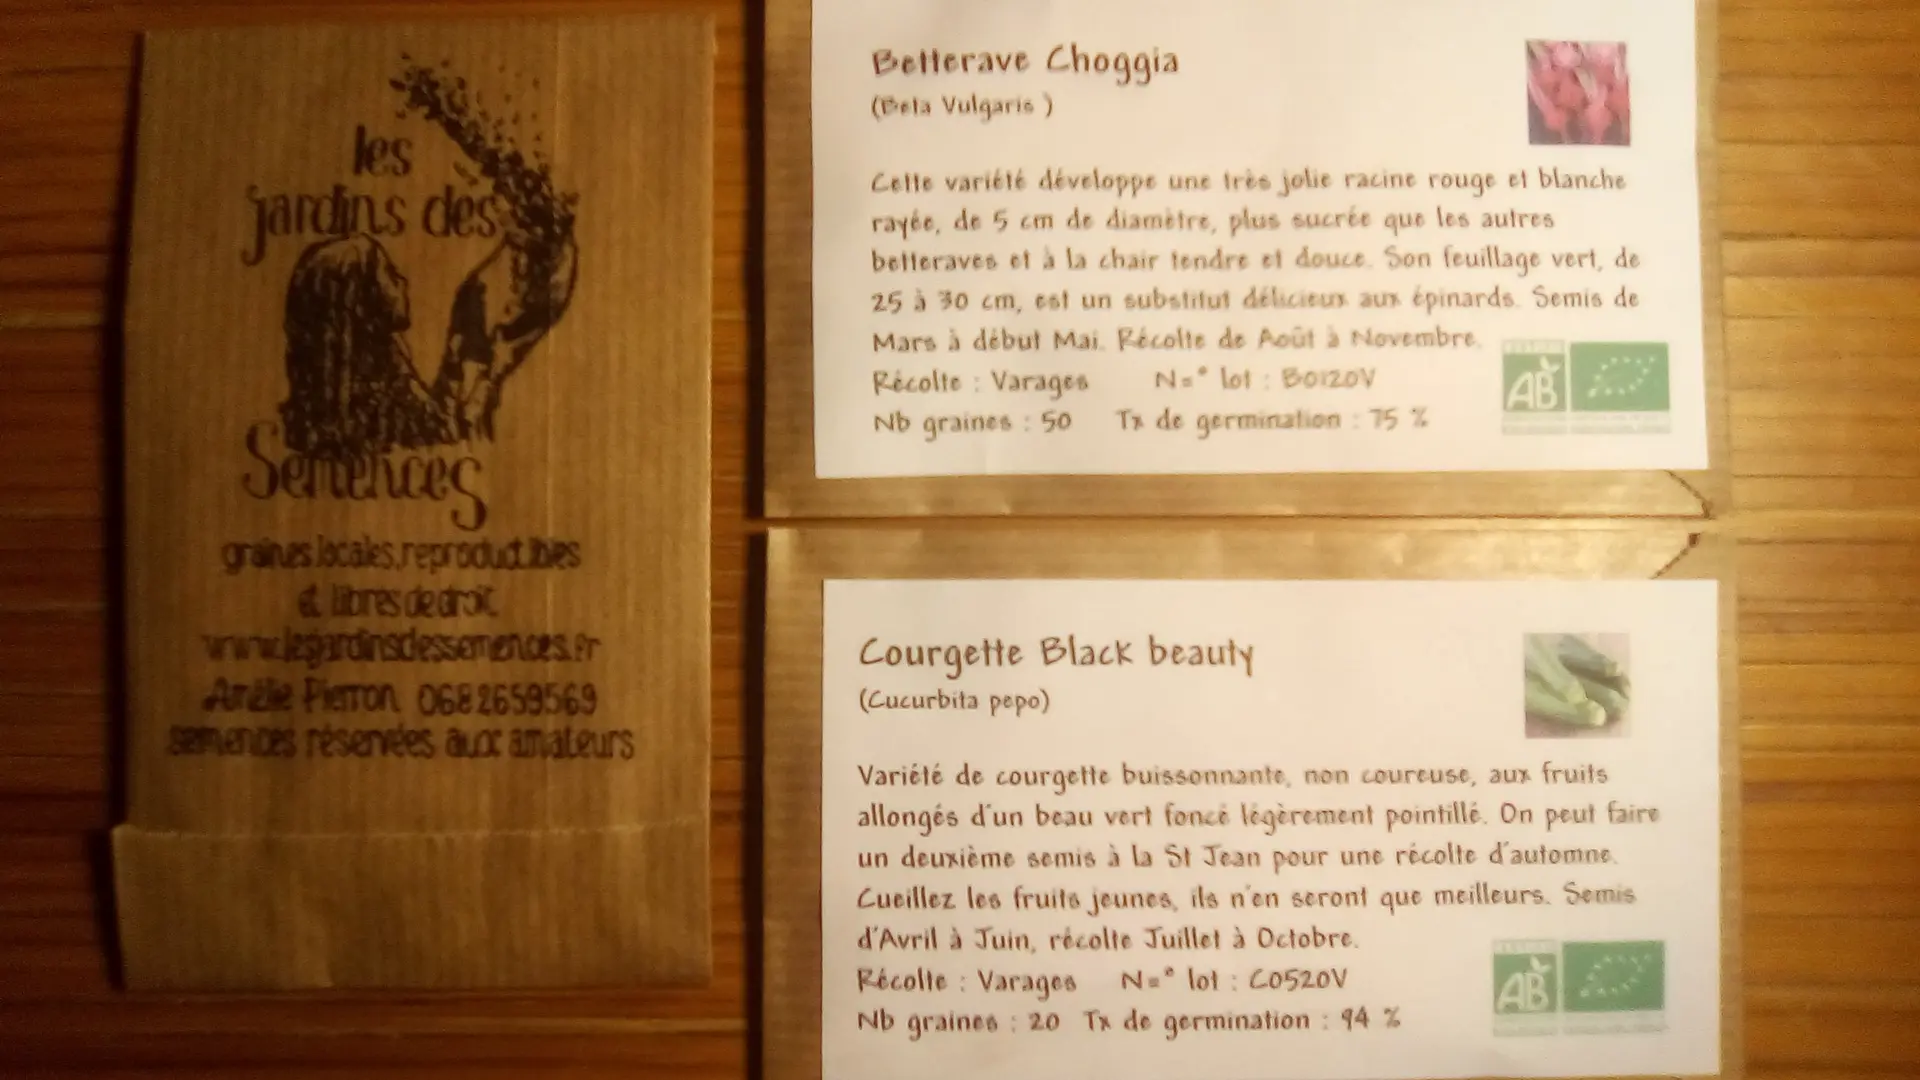 les
jardins des
Semences
graines locales, reproductibles
et libres de droit
www.lesjardinsdessemences.fr
Amélie Pierron 0682659569
semences réservées aux amateurs
Betterave Choggia
(Beta Vulgaris )
Cette variété développe une très jolie racine rouge et blanche
rayée, de 5 cm de diamètre, plus sucrée que les autres
betteraves et à la chair tendre et douce. Son feuillage vert, de
25 à 30 cm, est un substitut délicieux aux épinards. Semis de
Mars à début Mai. Récolte de Août à Novembre.
Récolte : Varages N=° lot : B0120V
Nb graines : 50 Tx de germination : 75 %
AB
Courgette Black beauty
(Cucurbita pepo)
Variété de courgette buissonnante, non coureuse, aux fruits
allongés d'un beau vert foncé légèrement pointillé. On peut faire
un deuxième semis à la St Jean pour une récolte d'automne.
Cueillez les fruits jeunes, ils n'en seront que meilleurs. Semis
d'Avril à Juin, récolte Juillet à Octobre.
Récolte : Varages N=° lot : C0520V
Nb graines : 20 Tx de germination : 94 %
AB